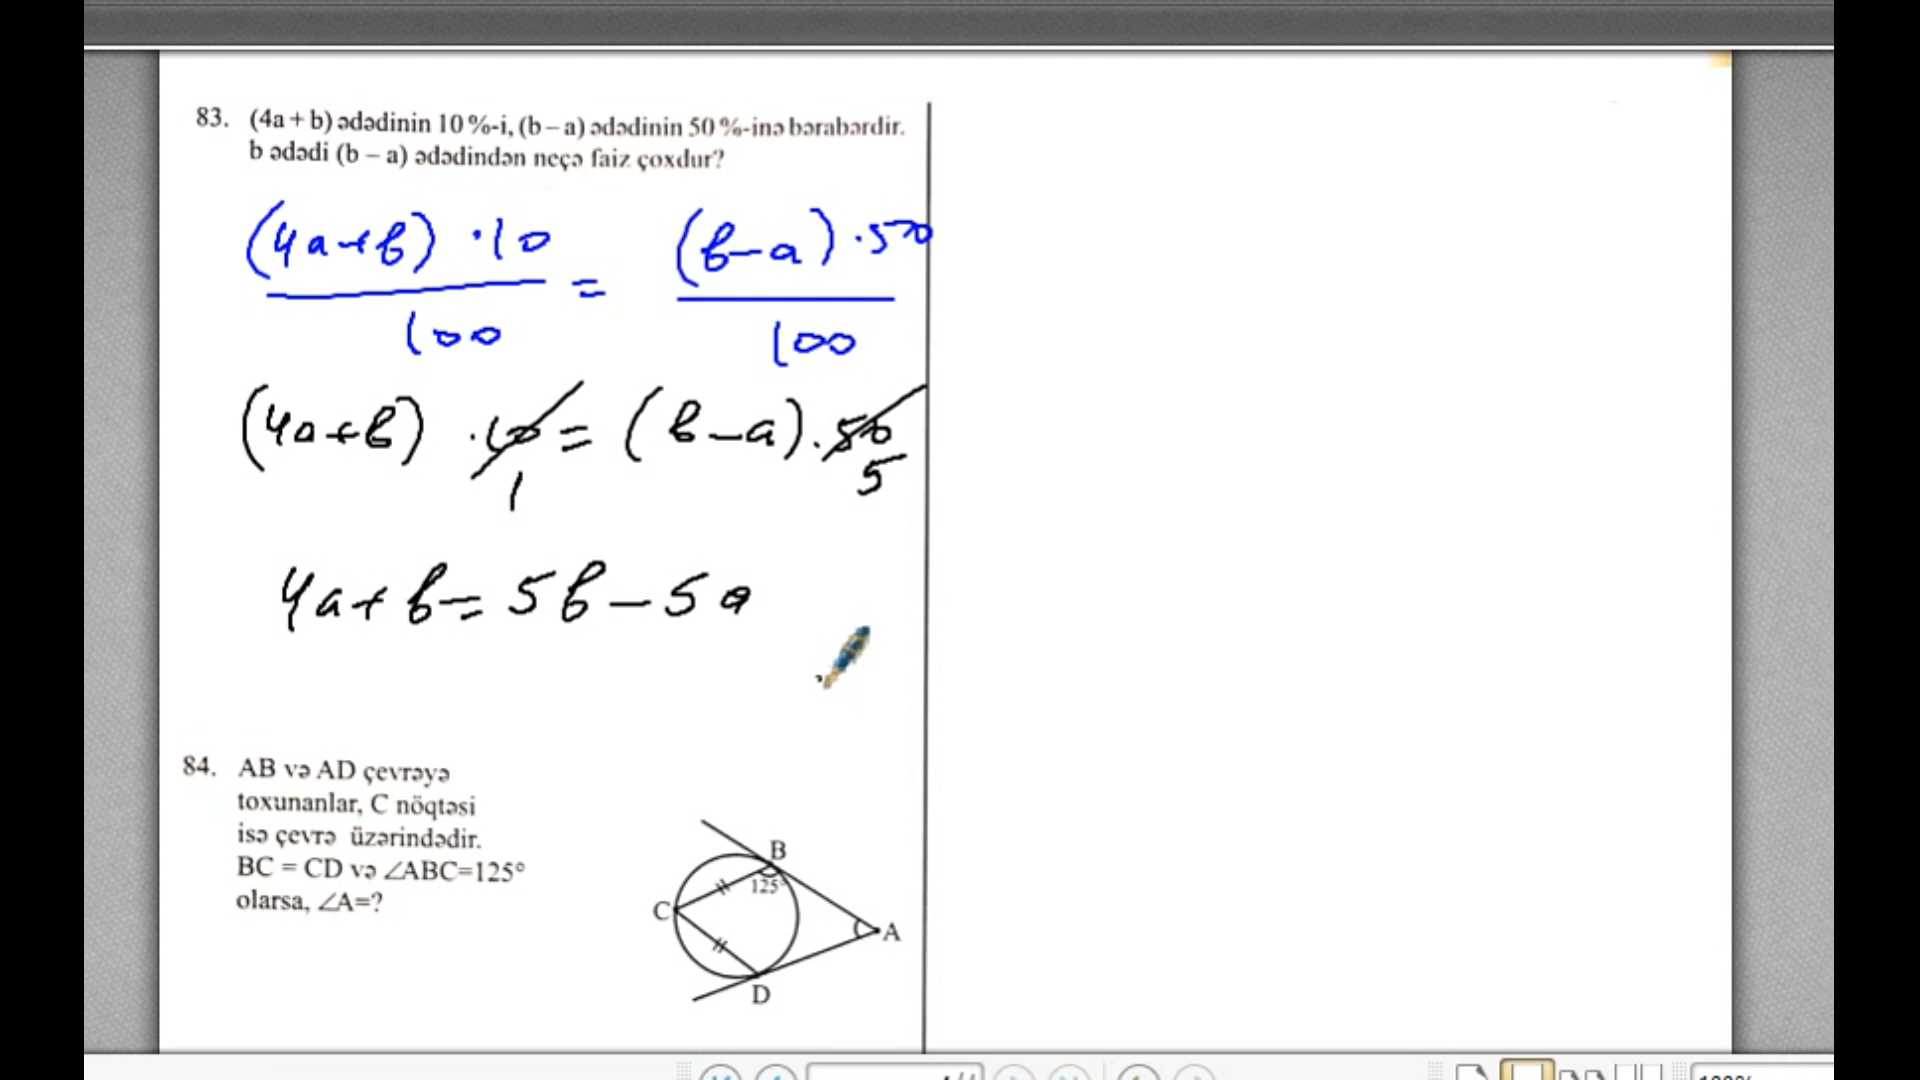 83. (4a + b) ədədinin 10 %-i, (b – a) ədədinin 50 %-inə bərabərdir.
b ədədi (b – a) ədədindən neçə faiz çoxdur?
(4a+b) · 10 / 100 = (b-a) · 50 / 100
(4a+b) · 10 = (b-a) · 50
1 5
4a+b=5b-5a
84. AB və AD çevrəyə
toxunanlar, C nöqtəsi
isə çevrə üzərindədir.
BC = CD və ∠ABC=125°
olarsa, ∠A=?
B
125°
C
A
D